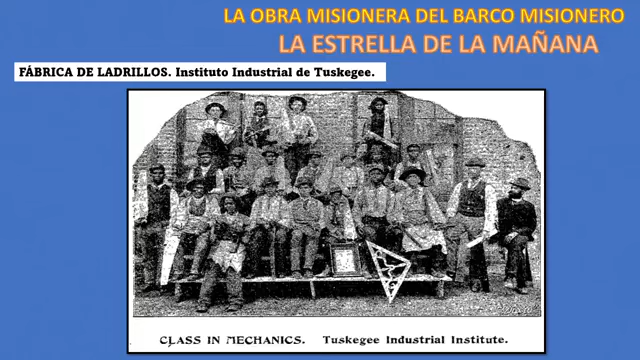 LA OBRA MISIONERA DEL BARCO MISIONERO
LA ESTRELLA DE LA MAÑANA
FÁBRICA DE LADRILLOS. Instituto Industrial de Tuskegee.
CLASS IN MECHANICS. Tuskegee Industrial Institute.